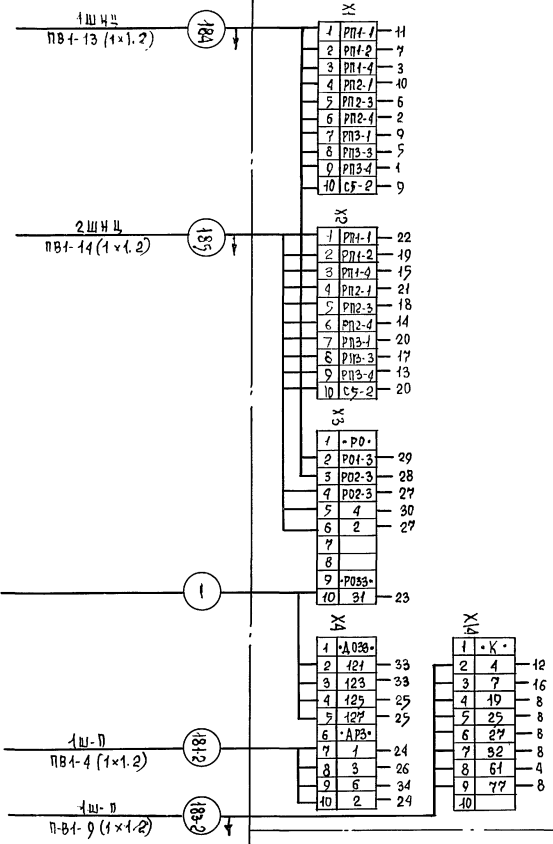 1ШНЦ
ПВ1-13 (1×1.2)
184
X1
1 РП1-1 11
2 РП1-2 7
3 РП1-4 3
4 РП2-1 10
5 РП2-3 6
6 РП2-4 2
7 РП3-1 9
8 РП3-3 5
9 РП3-4 1
10 С5-2 9
2ШНЦ
ПВ1-14 (1×1.2)
185
X2
1 РП1-1 22
2 РП1-2 19
3 РП1-4 15
4 РП2-1 21
5 РП2-3 18
6 РП2-4 14
7 РП3-1 20
8 РП3-3 17
9 РП3-4 13
10 С5-2 20
X3
1 •РО•
2 РО1-3 29
3 РО2-3 28
4 РО2-3 27
5 4 30
6 2 27
7
8
9 •РОЗЗ•
10 31 23
1
X4
1 •ДОЗВ•
2 121 33
3 123 33
4 125 25
5 127 25
6 •АРЗ•
7 1 24
8 3 26
9 6 34
10 2 24
1Ш-П
ПВ1-4 (1×1.2)
181-2
1Ш-П
П-В1-9 (1×1.2)
183-2
X14
1 •К•
2 4 12
3 7 16
4 19 8
5 25 8
6 27 8
7 32 8
8 61 4
9 77 8
10